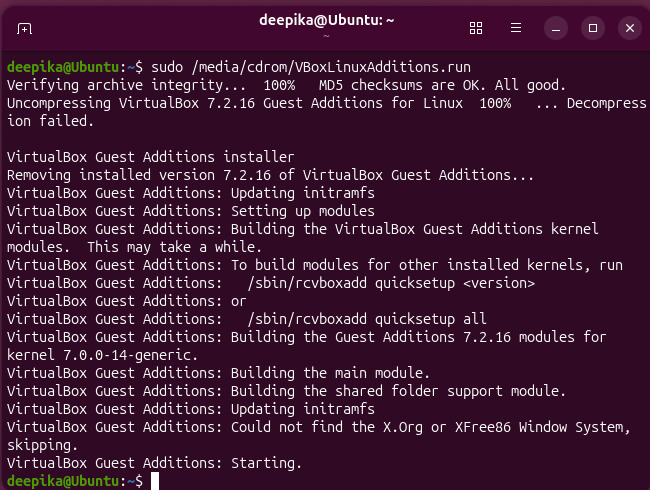 deepika@Ubuntu: ~
~
deepika@Ubuntu:~$ sudo /media/cdrom/VBoxLinuxAdditions.run
Verifying archive integrity...  100%   MD5 checksums are OK. All good.
Uncompressing VirtualBox 7.2.16 Guest Additions for Linux  100%   ... Decompress
ion failed.

VirtualBox Guest Additions installer
Removing installed version 7.2.16 of VirtualBox Guest Additions...
VirtualBox Guest Additions: Updating initramfs
VirtualBox Guest Additions: Setting up modules
VirtualBox Guest Additions: Building the VirtualBox Guest Additions kernel
modules.  This may take a while.
VirtualBox Guest Additions: To build modules for other installed kernels, run
VirtualBox Guest Additions:   /sbin/rcvboxadd quicksetup <version>
VirtualBox Guest Additions: or
VirtualBox Guest Additions:   /sbin/rcvboxadd quicksetup all
VirtualBox Guest Additions: Building the Guest Additions 7.2.16 modules for
kernel 7.0.0-14-generic.
VirtualBox Guest Additions: Building the main module.
VirtualBox Guest Additions: Building the shared folder support module.
VirtualBox Guest Additions: Updating initramfs
VirtualBox Guest Additions: Could not find the X.Org or XFree86 Window System,
skipping.
VirtualBox Guest Additions: Starting.
deepika@Ubuntu:~$